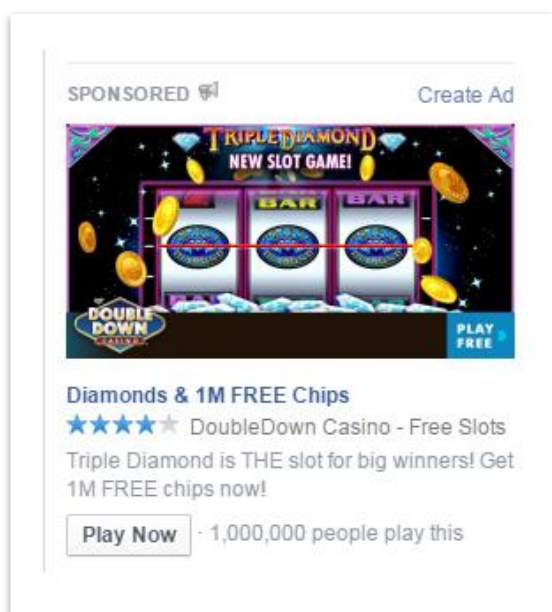 SPONSORED
Create Ad
TRIPLE DIAMOND
NEW SLOT GAME!
BAR BAR
DOUBLE
DOWN
CASINO
PLAY
FREE
Diamonds & 1M FREE Chips
DoubleDown Casino - Free Slots
Triple Diamond is THE slot for big winners! Get
1M FREE chips now!
Play Now · 1,000,000 people play this